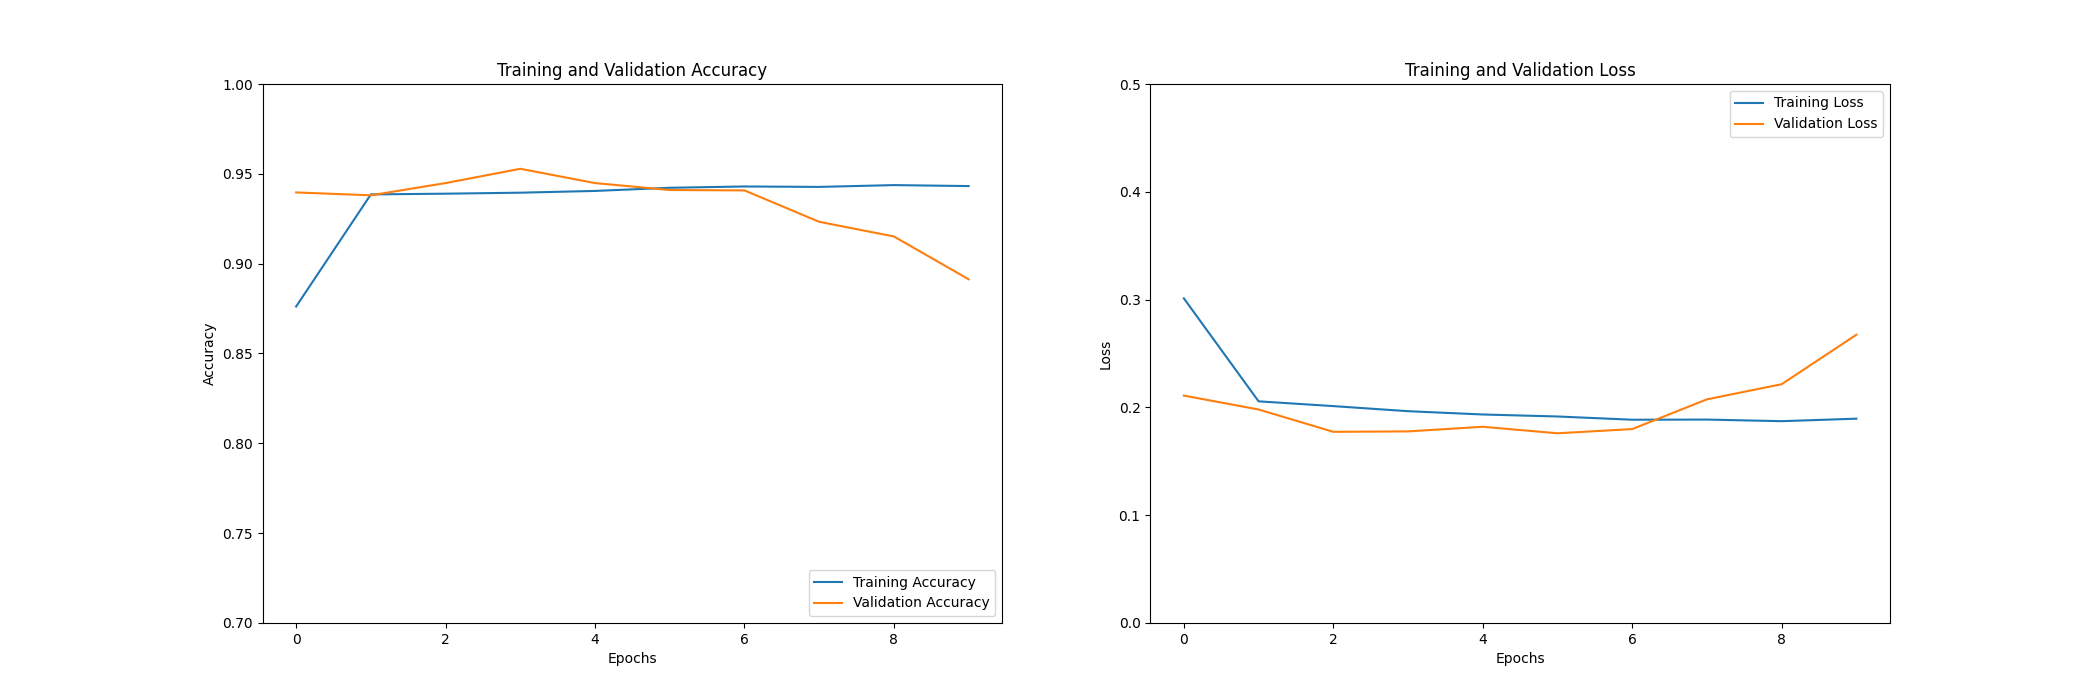 Training and Validation Accuracy
1.00
0.95
0.90
0.85
0.80
0.75
0.70
Accuracy
0
2
4
6
8
Epochs
Training Accuracy
Validation Accuracy
Training and Validation Loss
0.5
0.4
0.3
0.2
0.1
0.0
Loss
0
2
4
6
8
Epochs
Training Loss
Validation Loss